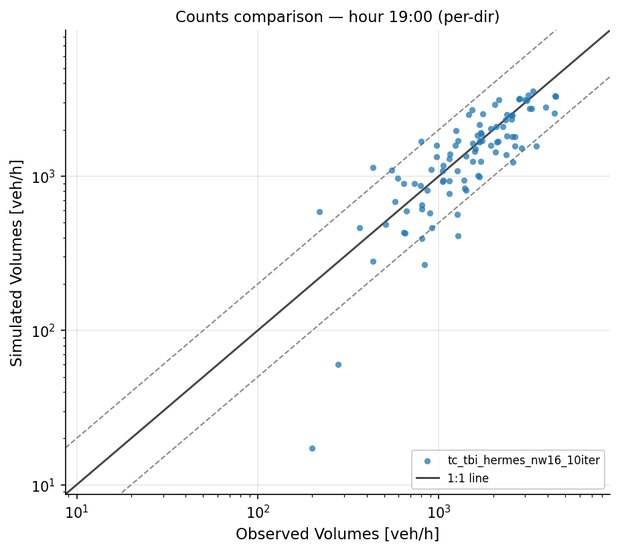 Counts comparison — hour 19:00 (per-dir)
Simulated Volumes [veh/h]
10³
10²
10¹
10¹
10²
10³
Observed Volumes [veh/h]
tc_tbi_hermes_nw16_10iter
1:1 line